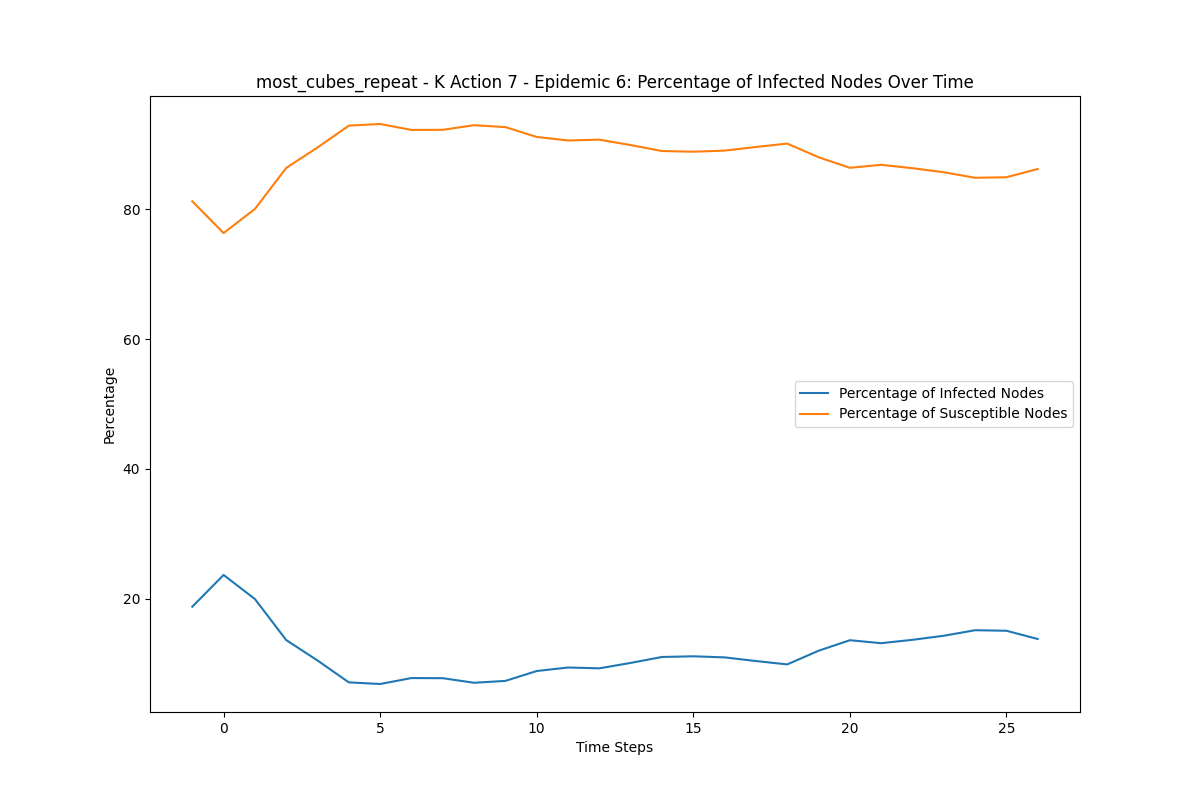 most_cubes_repeat - K Action 7 - Epidemic 6: Percentage of Infected Nodes Over Time
Percentage
80
60
40
20
Percentage of Infected Nodes
Percentage of Susceptible Nodes
0 5 10 15 20 25
Time Steps